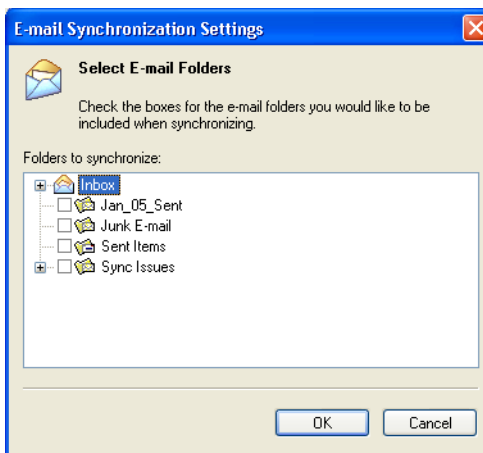 E-mail Synchronization Settings
Select E-mail Folders
Check the boxes for the e-mail folders you would like to be
included when synchronizing.
Folders to synchronize:
Inbox
Jan_05_Sent
Junk E-mail
Sent Items
Sync Issues
OK
Cancel